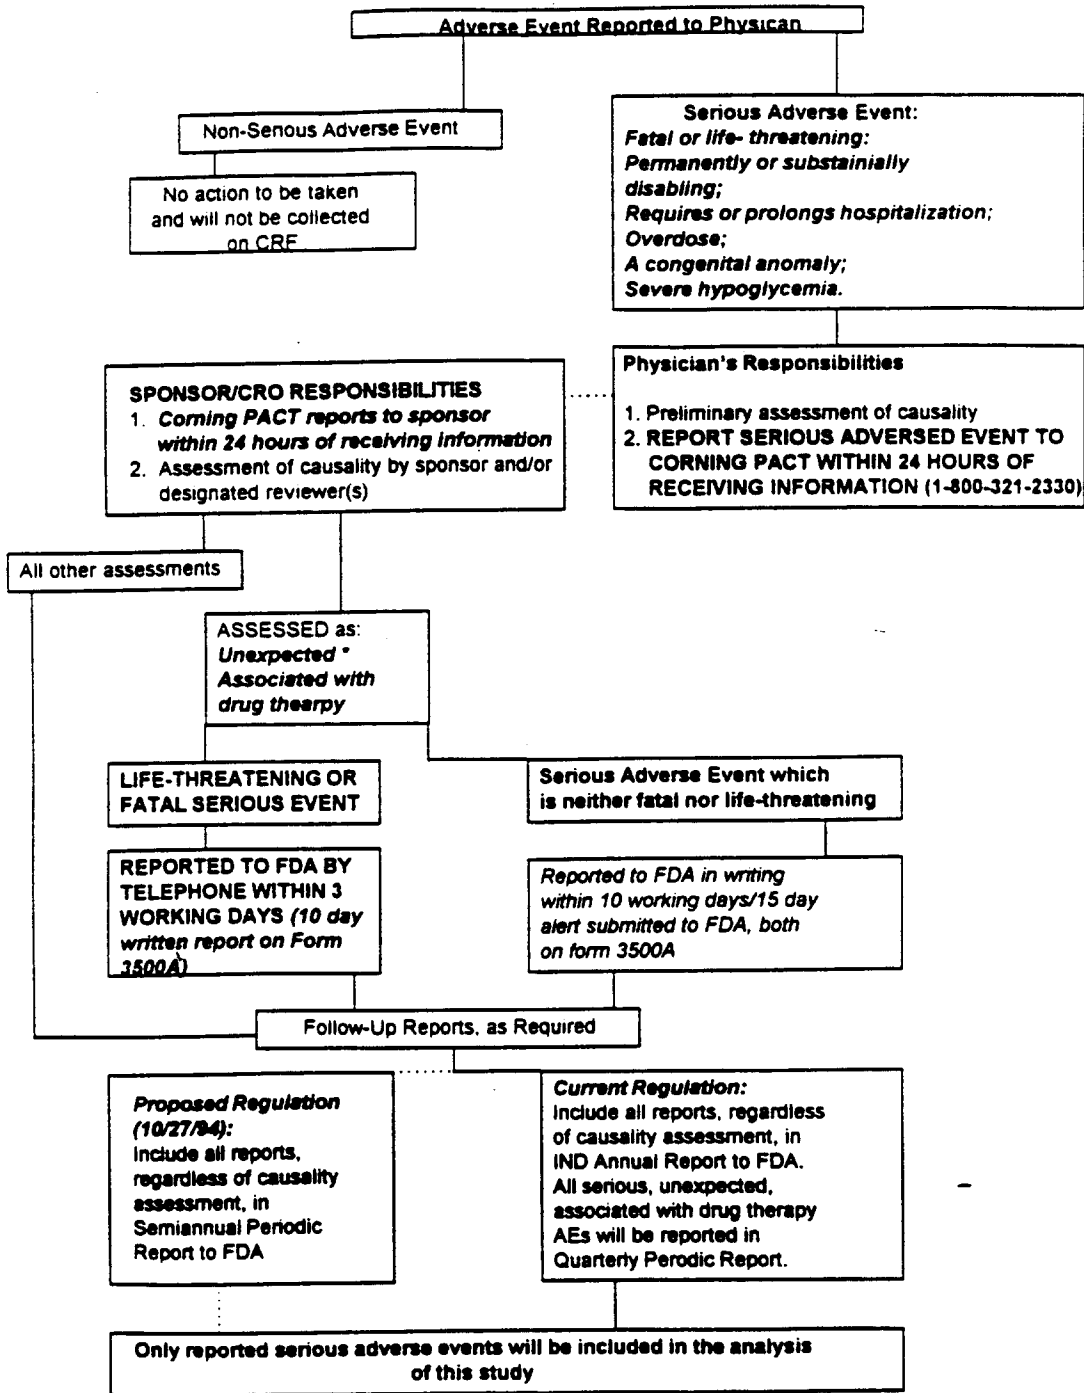 Adverse Event Reported to Physican
Non-Serious Adverse Event
No action to be taken
and will not be collected
on CRF
Serious Adverse Event:
Fatal or life- threatening:
Permanently or substainially
disabling;
Requires or prolongs hospitalization;
Overdose;
A congenital anomaly;
Severe hypoglycemia.
Physician's Responsibilities
1. Preliminary assessment of causality
2. REPORT SERIOUS ADVERSED EVENT TO
CORNING PACT WITHIN 24 HOURS OF
RECEIVING INFORMATION (1-800-321-2330)
SPONSOR/CRO RESPONSIBILITIES
1. Corning PACT reports to sponsor
within 24 hours of receiving information
2. Assessment of causality by sponsor and/or
designated reviewer(s)
All other assessments
ASSESSED as:
Unexpected *
Associated with
drug thearpy
LIFE-THREATENING OR
FATAL SERIOUS EVENT
Serious Adverse Event which
is neither fatal nor life-threatening
REPORTED TO FDA BY
TELEPHONE WITHIN 3
WORKING DAYS (10 day
written report on Form
3500A)
Reported to FDA in writing
within 10 working days/15 day
alert submitted to FDA, both
on form 3500A
Follow-Up Reports, as Required
Proposed Regulation
(10/27/94):
Include all reports,
regardless of causality
assessment, in
Semiannual Periodic
Report to FDA
Current Regulation:
Include all reports, regardless
of causality assessment, in
IND Annual Report to FDA.
All serious, unexpected,
associated with drug therapy
AEs will be reported in
Quarterly Perodic Report.
Only reported serious adverse events will be included in the analysis
of this study